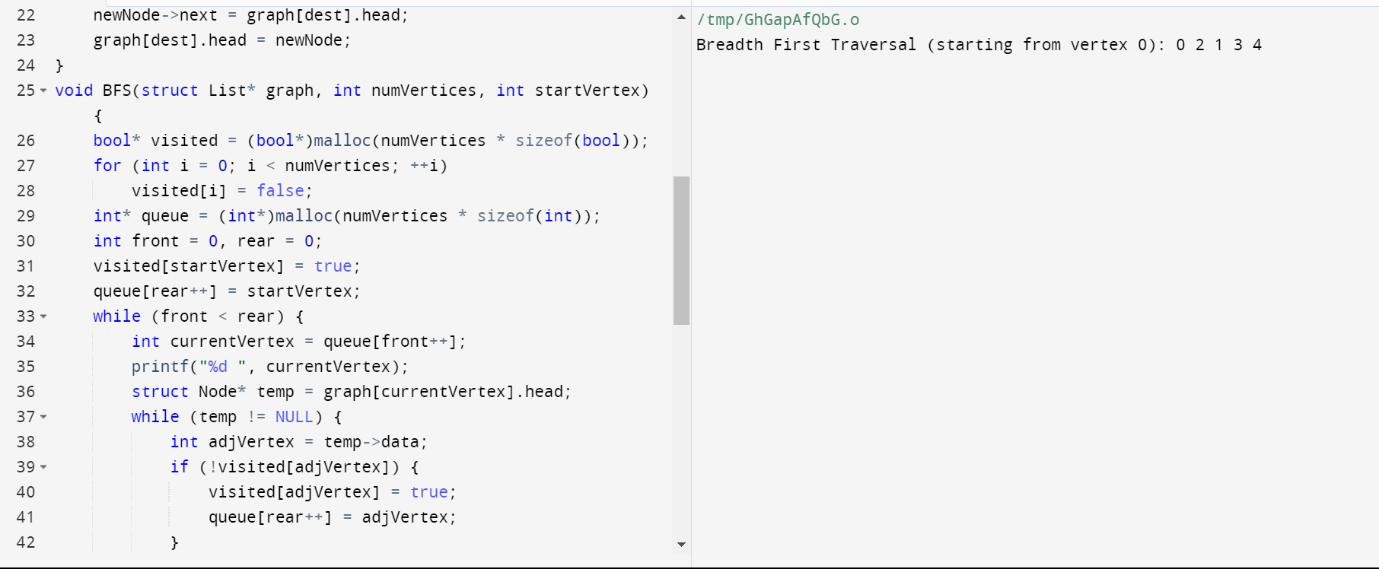 22 newNode->next = graph[dest].head;
23 graph[dest].head = newNode;
24 }
25 void BFS(struct List* graph, int numVertices, int startVertex)
{
26 bool* visited = (bool*)malloc(numVertices * sizeof(bool));
27 for (int i = 0; i < numVertices; ++i)
28 visited[i] = false;
29 int* queue = (int*)malloc(numVertices * sizeof(int));
30 int front = 0, rear = 0;
31 visited[startVertex] = true;
32 queue[rear++] = startVertex;
33 while (front < rear) {
34 int currentVertex = queue[front++];
35 printf("%d ", currentVertex);
36 struct Node* temp = graph[currentVertex].head;
37 while (temp != NULL) {
38 int adjVertex = temp->data;
39 if (!visited[adjVertex]) {
40 visited[adjVertex] = true;
41 queue[rear++] = adjVertex;
42 }
/tmp/GhGapAfQbG.o
Breadth First Traversal (starting from vertex 0): 0 2 1 3 4